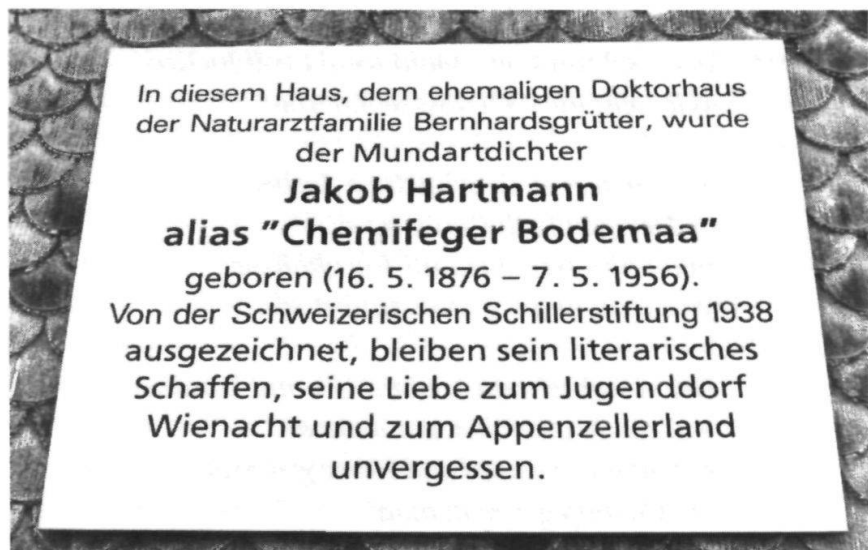 In diesem Haus, dem ehemaligen Doktorhaus
der Naturarztfamilie Bernhardsgrütter, wurde
der Mundartdichter
Jakob Hartmann
alias "Chemifeger Bodemaa"
geboren (16. 5. 1876 – 7. 5. 1956).
Von der Schweizerischen Schillerstiftung 1938
ausgezeichnet, bleiben sein literarisches
Schaffen, seine Liebe zum Jugenddorf
Wienacht und zum Appenzellerland
unvergessen.